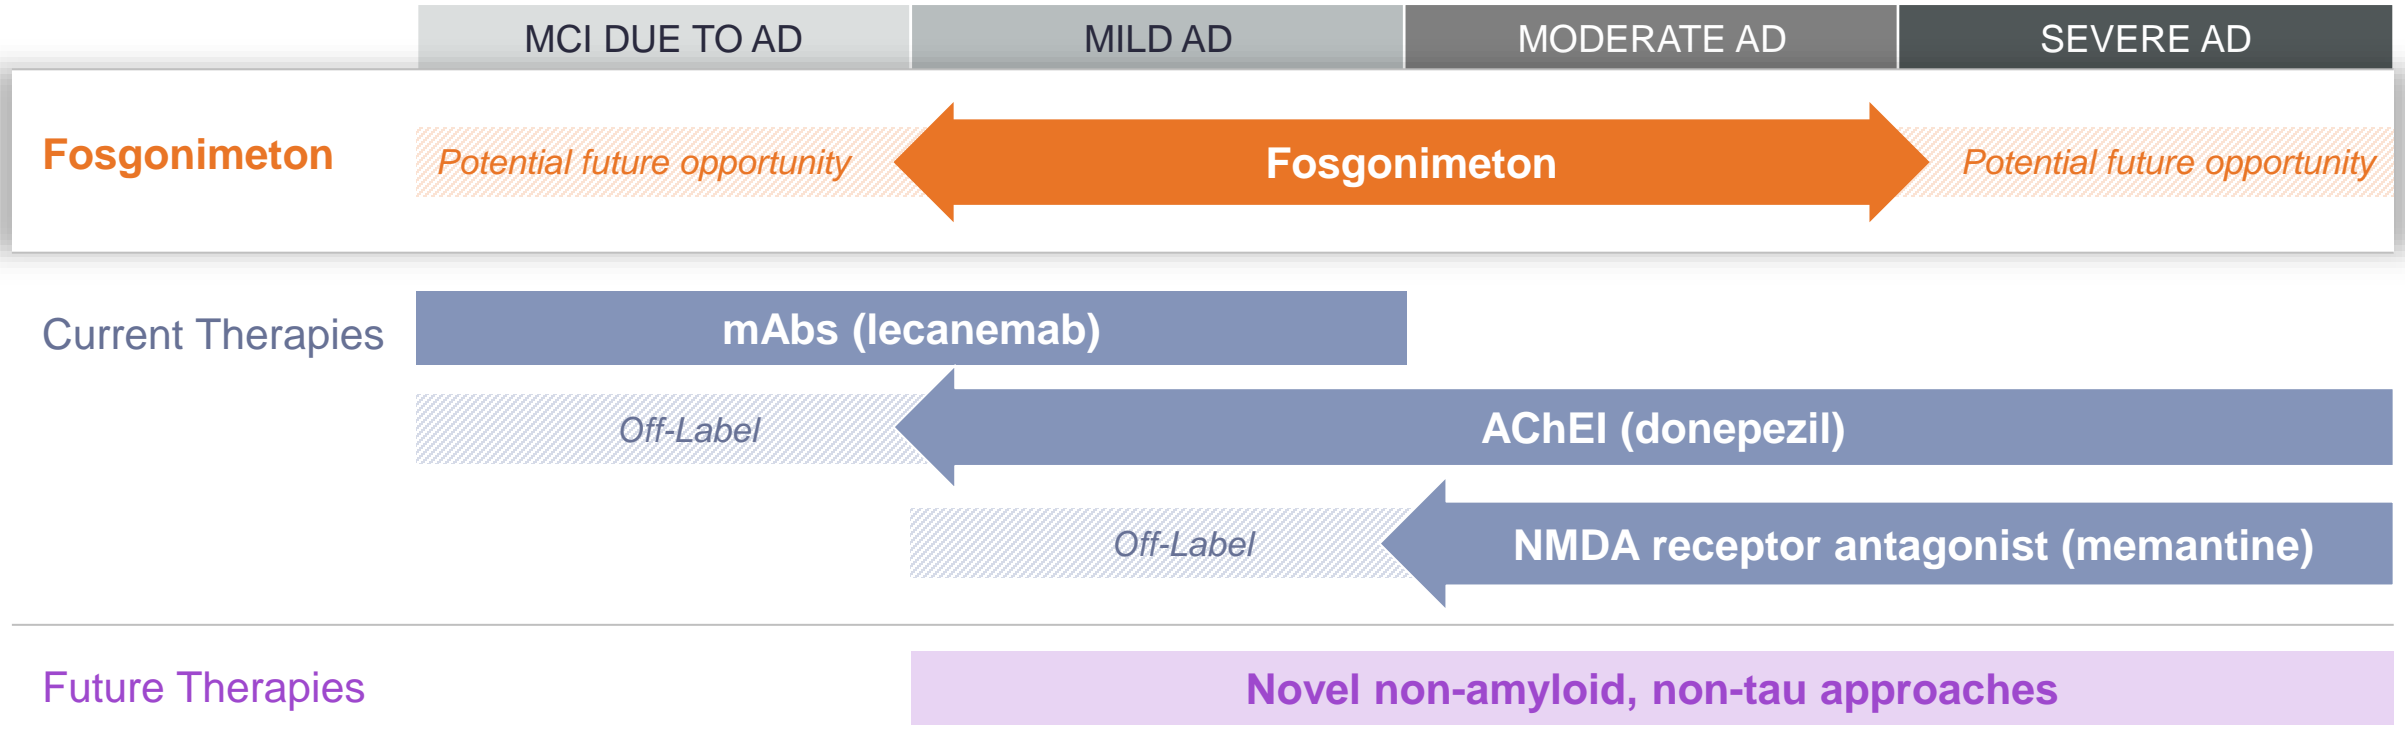 MCI DUE TO AD
MILD AD
MODERATE AD
SEVERE AD
Fosgonimeton
Potential future opportunity
Fosgonimeton
Potential future opportunity
Current Therapies
mAbs (lecanemab)
Off-Label
AChEI (donepezil)
Off-Label
NMDA receptor antagonist (memantine)
Future Therapies
Novel non-amyloid, non-tau approaches